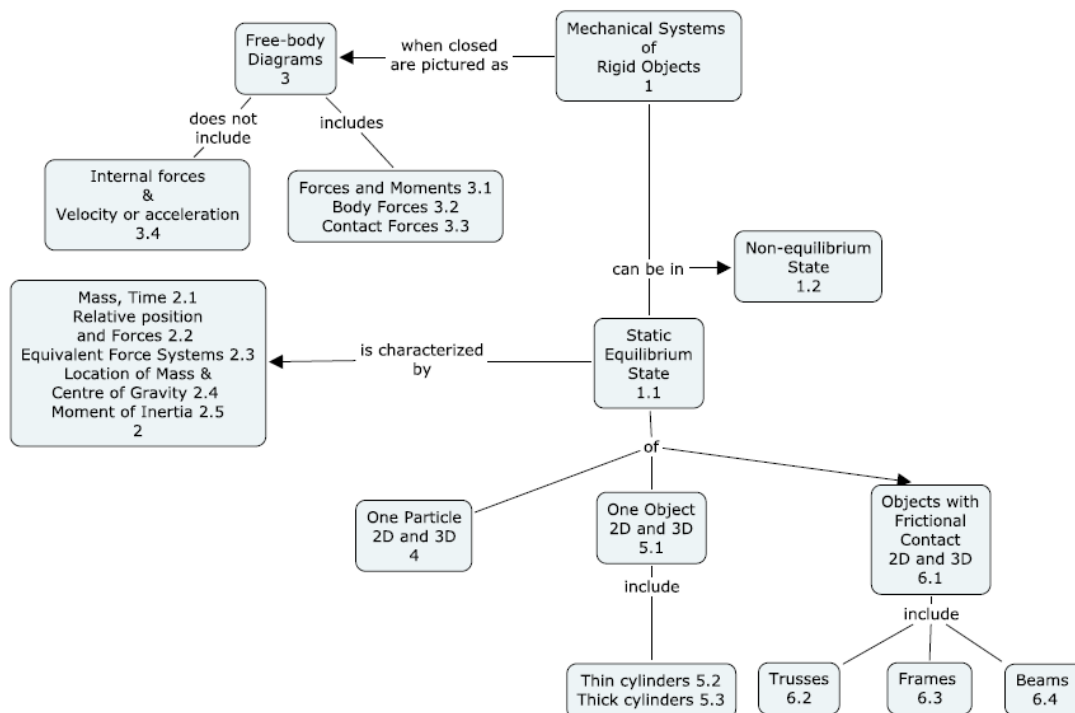 Mechanical Systems
of
Rigid Objects
1
when closed
are pictured as
Free-body
Diagrams
3
does not
include
includes
Internal forces
&
Velocity or acceleration
3.4
Forces and Moments 3.1
Body Forces 3.2
Contact Forces 3.3
can be in
Non-equilibrium
State
1.2
Static
Equilibrium
State
1.1
is characterized
by
Mass, Time 2.1
Relative position
and Forces 2.2
Equivalent Force Systems 2.3
Location of Mass &
Centre of Gravity 2.4
Moment of Inertia 2.5
2
of
One Particle
2D and 3D
4
One Object
2D and 3D
5.1
Objects with
Frictional
Contact
2D and 3D
6.1
include
include
Thin cylinders 5.2
Thick cylinders 5.3
Trusses
6.2
Frames
6.3
Beams
6.4